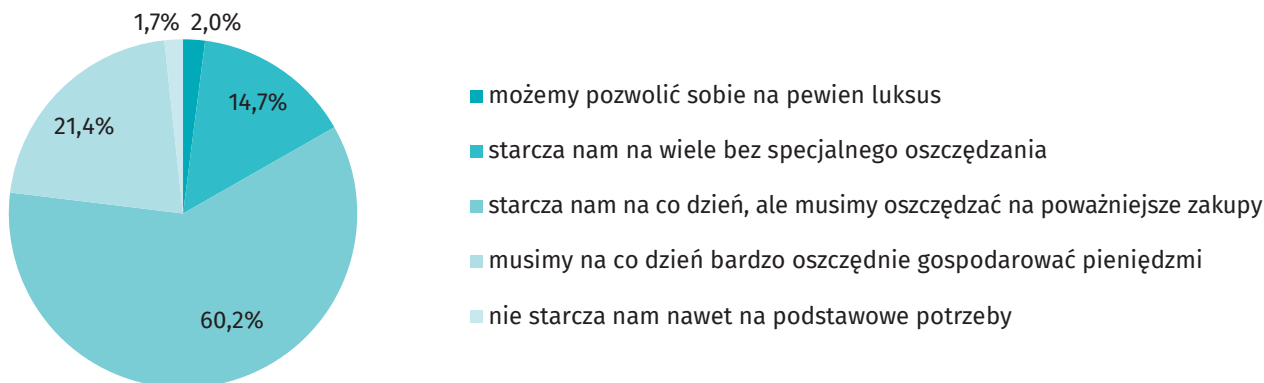 1,7% 2,0%
14,7%
21,4%
60,2%
możemy pozwolić sobie na pewien luksus
starcza nam na wiele bez specjalnego oszczędzania
starcza nam na co dzień, ale musimy oszczędzać na poważniejsze zakupy
musimy na co dzień bardzo oszczędnie gospodarować pieniędzmi
nie starcza nam nawet na podstawowe potrzeby